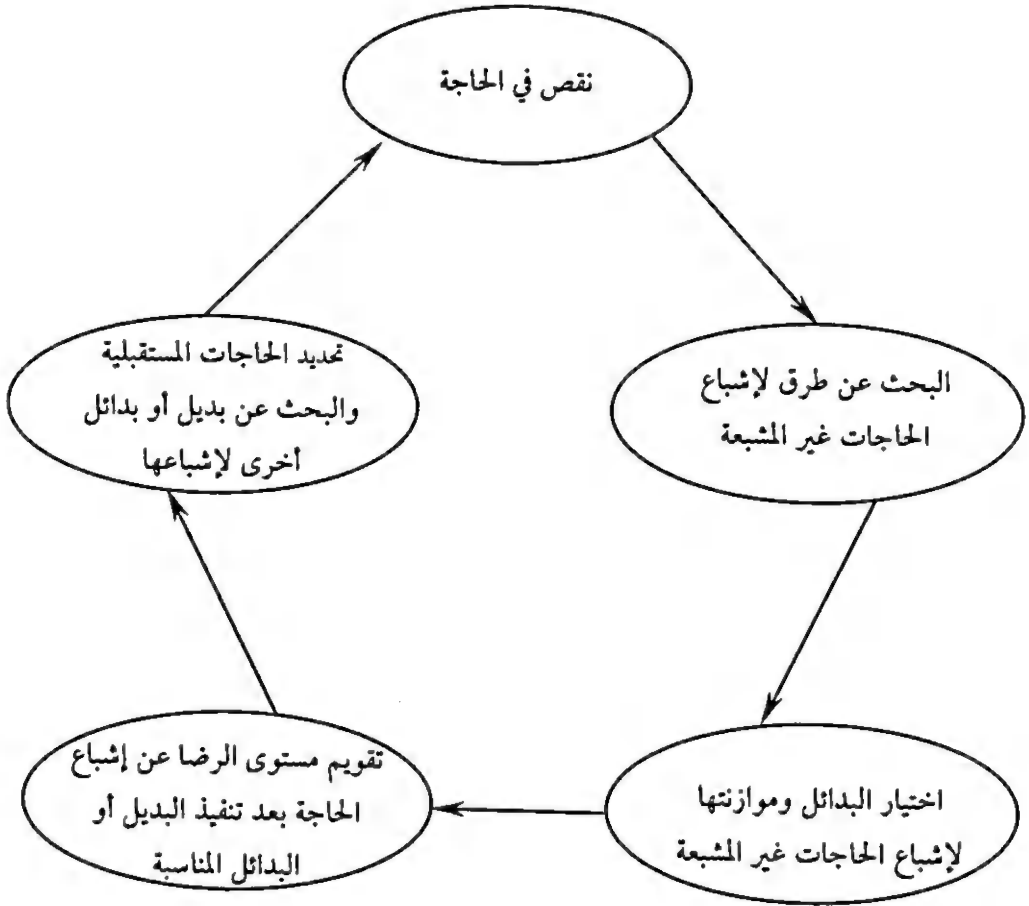 نقص في الحاجة
البحث عن طرق لإشباع
الحاجات غير المشبعة
اختيار البدائل وموازنتها
لإشباع الحاجات غير المشبعة
تقويم مستوى الرضا عن إشباع
الحاجة بعد تنفيذ البديل أو
البدائل المناسبة
تحديد الحاجات المستقبلية
والبحث عن بديل أو بدائل
أخرى لإشباعها